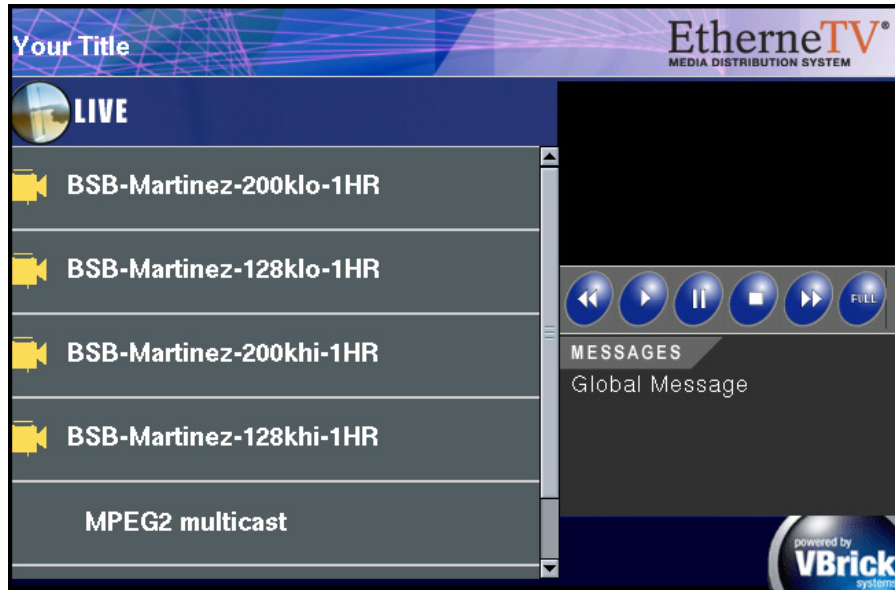 Your Title
EtherneTV®
MEDIA DISTRIBUTION SYSTEM
LIVE
BSB-Martinez-200klo-1HR
BSB-Martinez-128klo-1HR
BSB-Martinez-200khi-1HR
BSB-Martinez-128khi-1HR
MPEG2 multicast
FULL
MESSAGES
Global Message
powered by
VBrick
systems